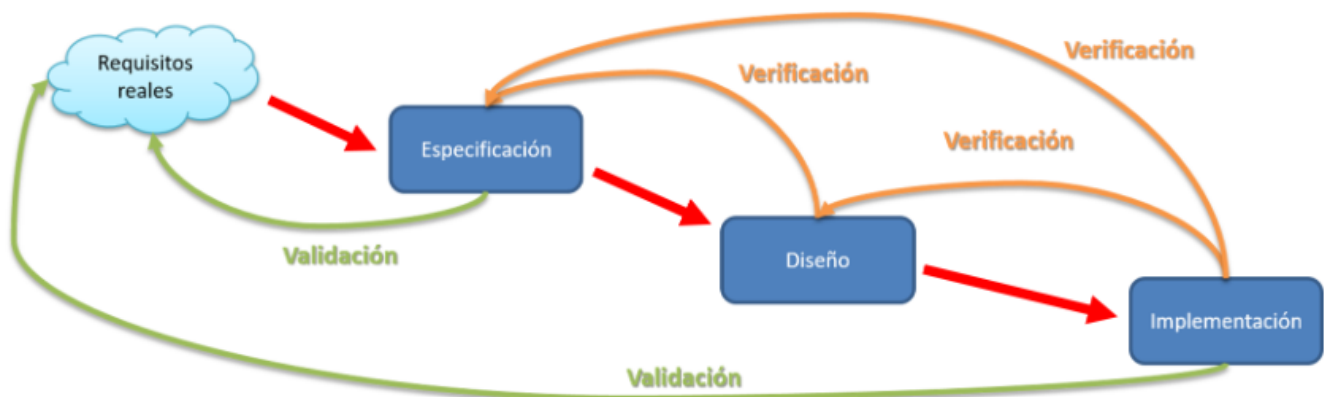 Requisitos
reales
Verificación
Verificación
Especificación
Verificación
Validación
Diseño
Implementación
Validación